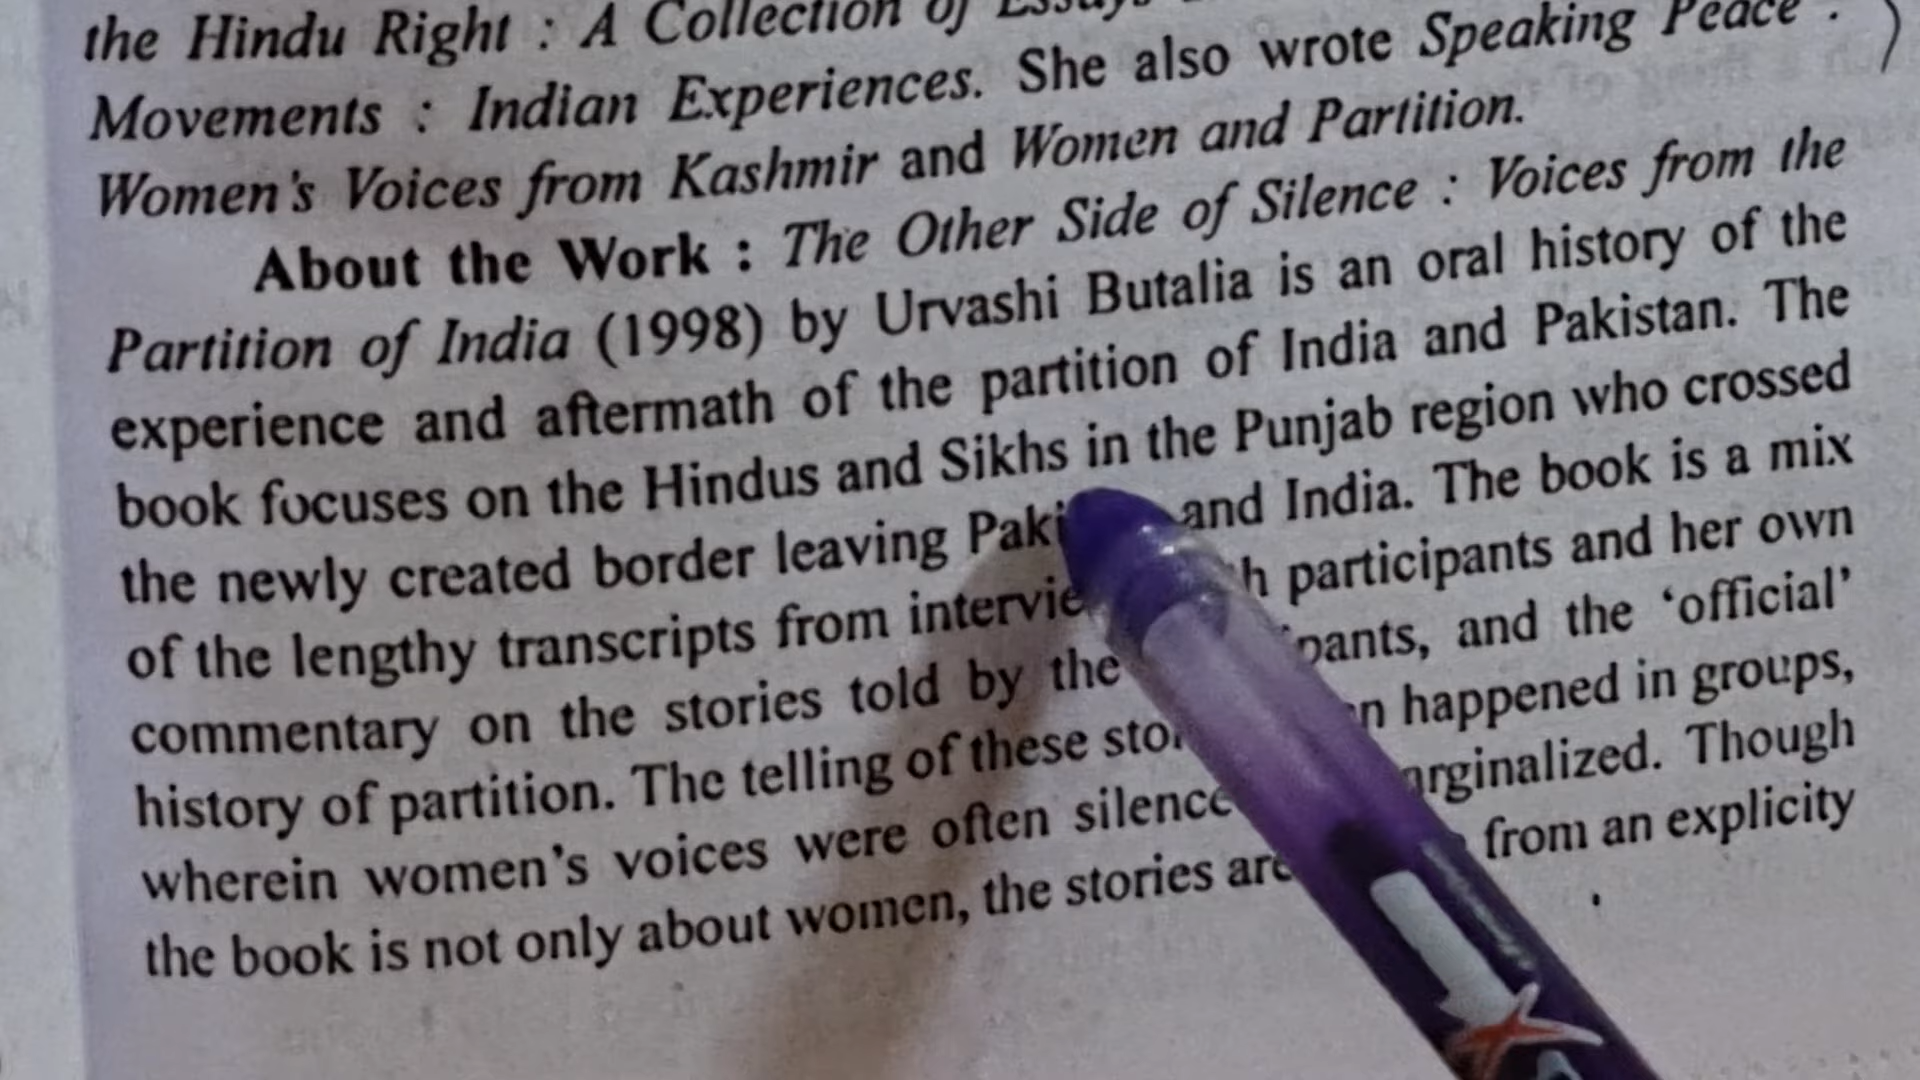 the Hindu Right : A Collection of Essays
Movements : Indian Experiences. She also wrote Speaking Peace :
Women's Voices from Kashmir and Women and Partition.
About the Work : The Other Side of Silence : Voices from the
Partition of India (1998) by Urvashi Butalia is an oral history of the
experience and aftermath of the partition of India and Pakistan. The
book focuses on the Hindus and Sikhs in the Punjab region who crossed
the newly created border leaving Paki and India. The book is a mix
of the lengthy transcripts from intervie h participants and her own
commentary on the stories told by the pants, and the 'official'
history of partition. The telling of these stor n happened in groups,
wherein women's voices were often silence arginalized. Though
the book is not only about women, the stories are from an explicity